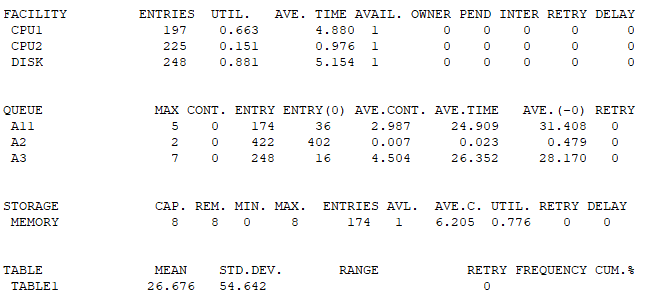 FACILITY ENTRIES UTIL. AVE. TIME AVAIL. OWNER PEND INTER RETRY DELAY
CPU1 197 0.663 4.880 1 0 0 0 0 0
CPU2 225 0.151 0.976 1 0 0 0 0 0
DISK 248 0.881 5.154 1 0 0 0 0 0
QUEUE MAX CONT. ENTRY ENTRY(0) AVE.CONT. AVE.TIME AVE.(-0) RETRY
A11 5 0 174 36 2.987 24.909 31.408 0
A2 2 0 422 402 0.007 0.023 0.479 0
A3 7 0 248 16 4.504 26.352 28.170 0
STORAGE CAP. REM. MIN. MAX. ENTRIES AVL. AVE.C. UTIL. RETRY DELAY
MEMORY 8 8 0 8 174 1 6.205 0.776 0 0
TABLE MEAN STD.DEV. RANGE RETRY FREQUENCY CUM.%
TABLE1 26.676 54.642 0